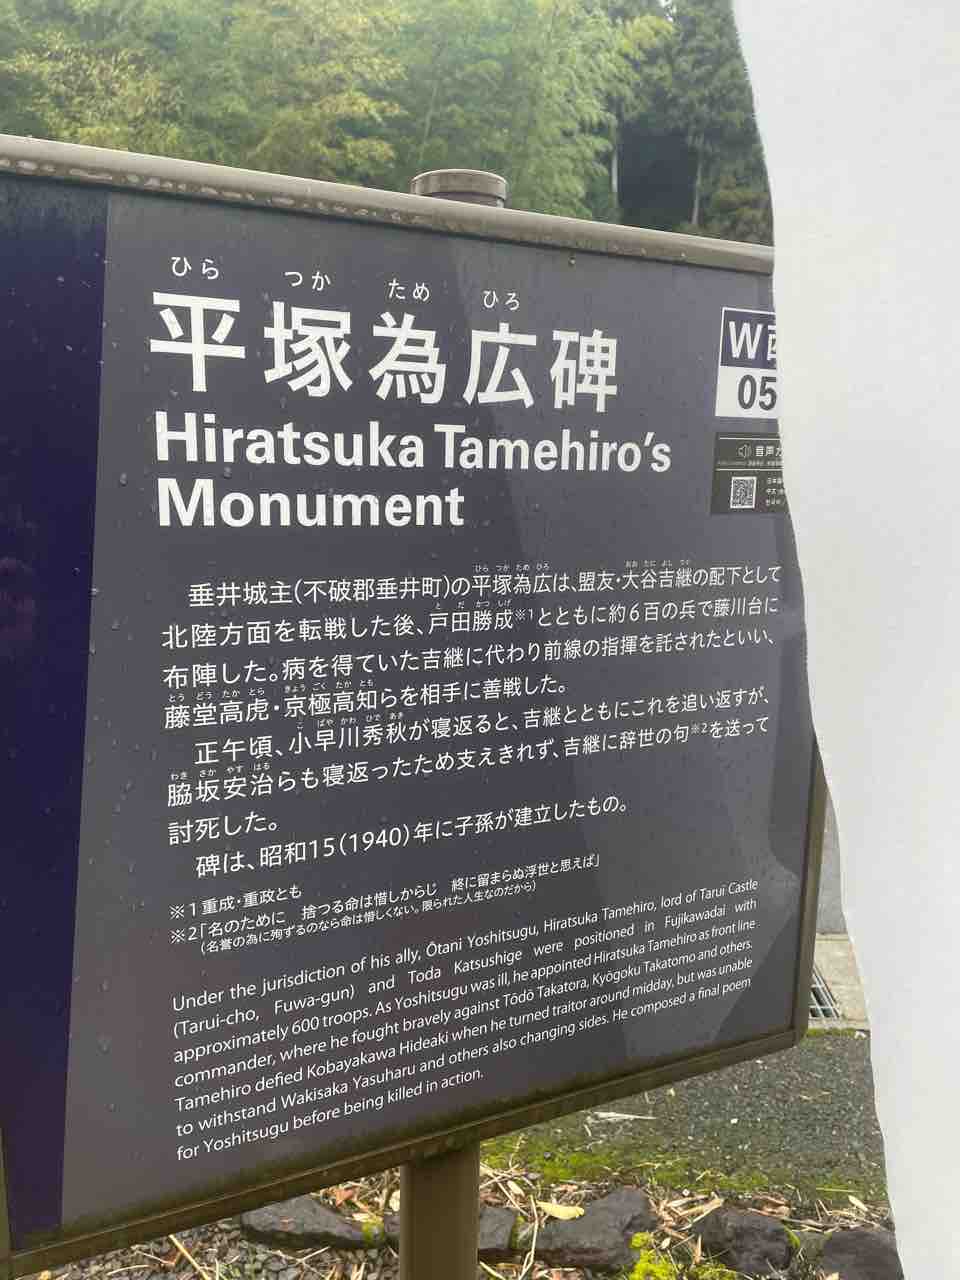 ひら つか ため ひろ
平塚為広碑
Hiratsuka Tamehiro's
Monument
W西
05
音声ガ
垂井城主(不破郡垂井町)の平塚為広は、盟友・大谷吉継の配下として
北陸方面を転戦した後、戸田勝成※1とともに約6百の兵で藤川台に
布陣した。病を得ていた吉継に代わり前線の指揮を託されたといい、
藤堂高虎・京極高知らを相手に善戦した。
正午頃、小早川秀秋が寝返ると、吉継とともにこれを追い返すが、
脇坂安治らも寝返ったため支えきれず、吉継に辞世の句※2を送って
討死した。
碑は、昭和15(1940)年に子孫が建立したもの。
※1重成・重政とも
※2「名のために 捨つる命は惜しからじ 終に留まらぬ浮世と思えば」
(名誉の為に殉ずるのなら命は惜しくない。限られた人生なのだから)
Under the jurisdiction of his ally, Ōtani Yoshitsugu, Hiratsuka Tamehiro, lord of Tarui Castle
(Tarui-cho, Fuwa-gun) and Toda Katsushige were positioned in Fujikawadai with
approximately 600 troops. As Yoshitsugu was ill, he appointed Hiratsuka Tamehiro as front line
commander, where he fought bravely against Tōdō Takatora, Kyōgoku Takatomo and others.
Tamehiro defied Kobayakawa Hideaki when he turned traitor around midday, but was unable
to withstand Wakisaka Yasuharu and others also changing sides. He composed a final poem
for Yoshitsugu before being killed in action.